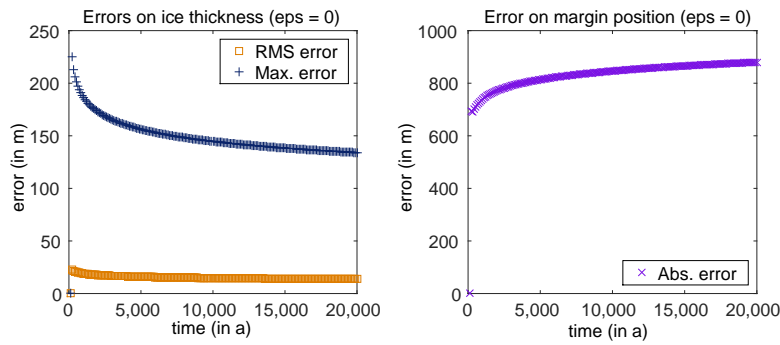 Errors on ice thickness (eps = 0)
250
200
150
100
50
0
error (in m)
RMS error
Max. error
0
5,000
10,000
15,000
20,000
time (in a)
Error on margin position (eps = 0)
1000
800
600
400
200
0
error (in m)
Abs. error
0
5,000
10,000
15,000
20,000
time (in a)